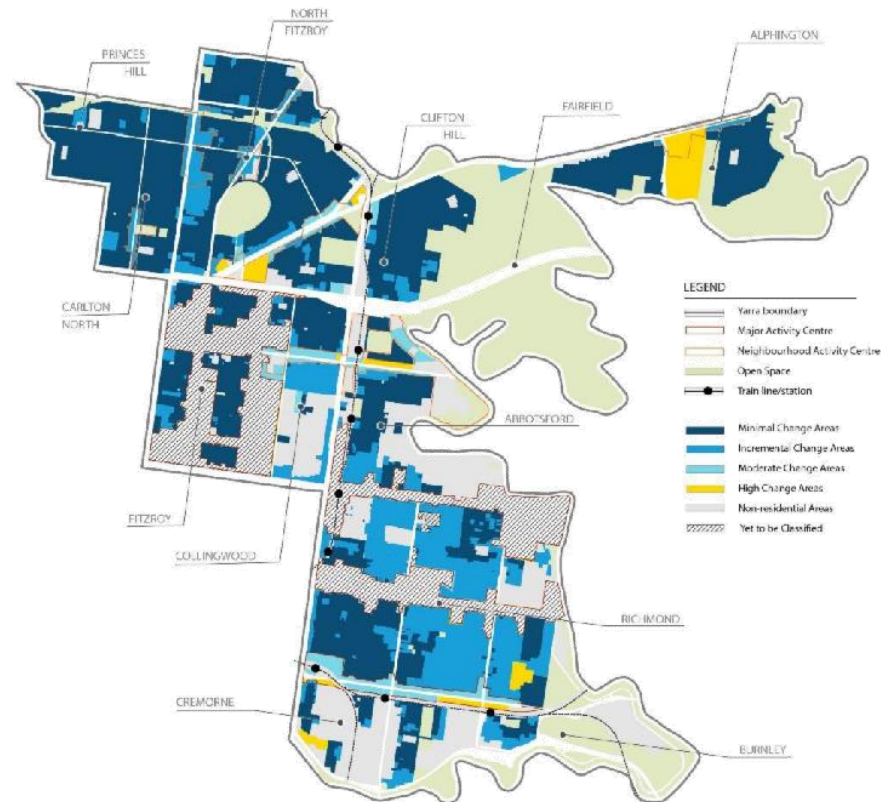 NORTH
FITZROY
PRINCES
HILL
ALPHINGTON
CLIFTON
HILL
FAIRFIELD
CARLTON
NORTH
LEGEND
Yarra boundary
Major Activity Centre
Neighbourhood Activity Centre
Open Space
Train line/station
Minimal Change Areas
Incremental Change Areas
Moderate Change Areas
High Change Areas
Non-residential Areas
Yet to be Classified
ABBOTSFORD
FITZROY
COLLINGWOOD
RICHMOND
CREMORNE
BURNLEY